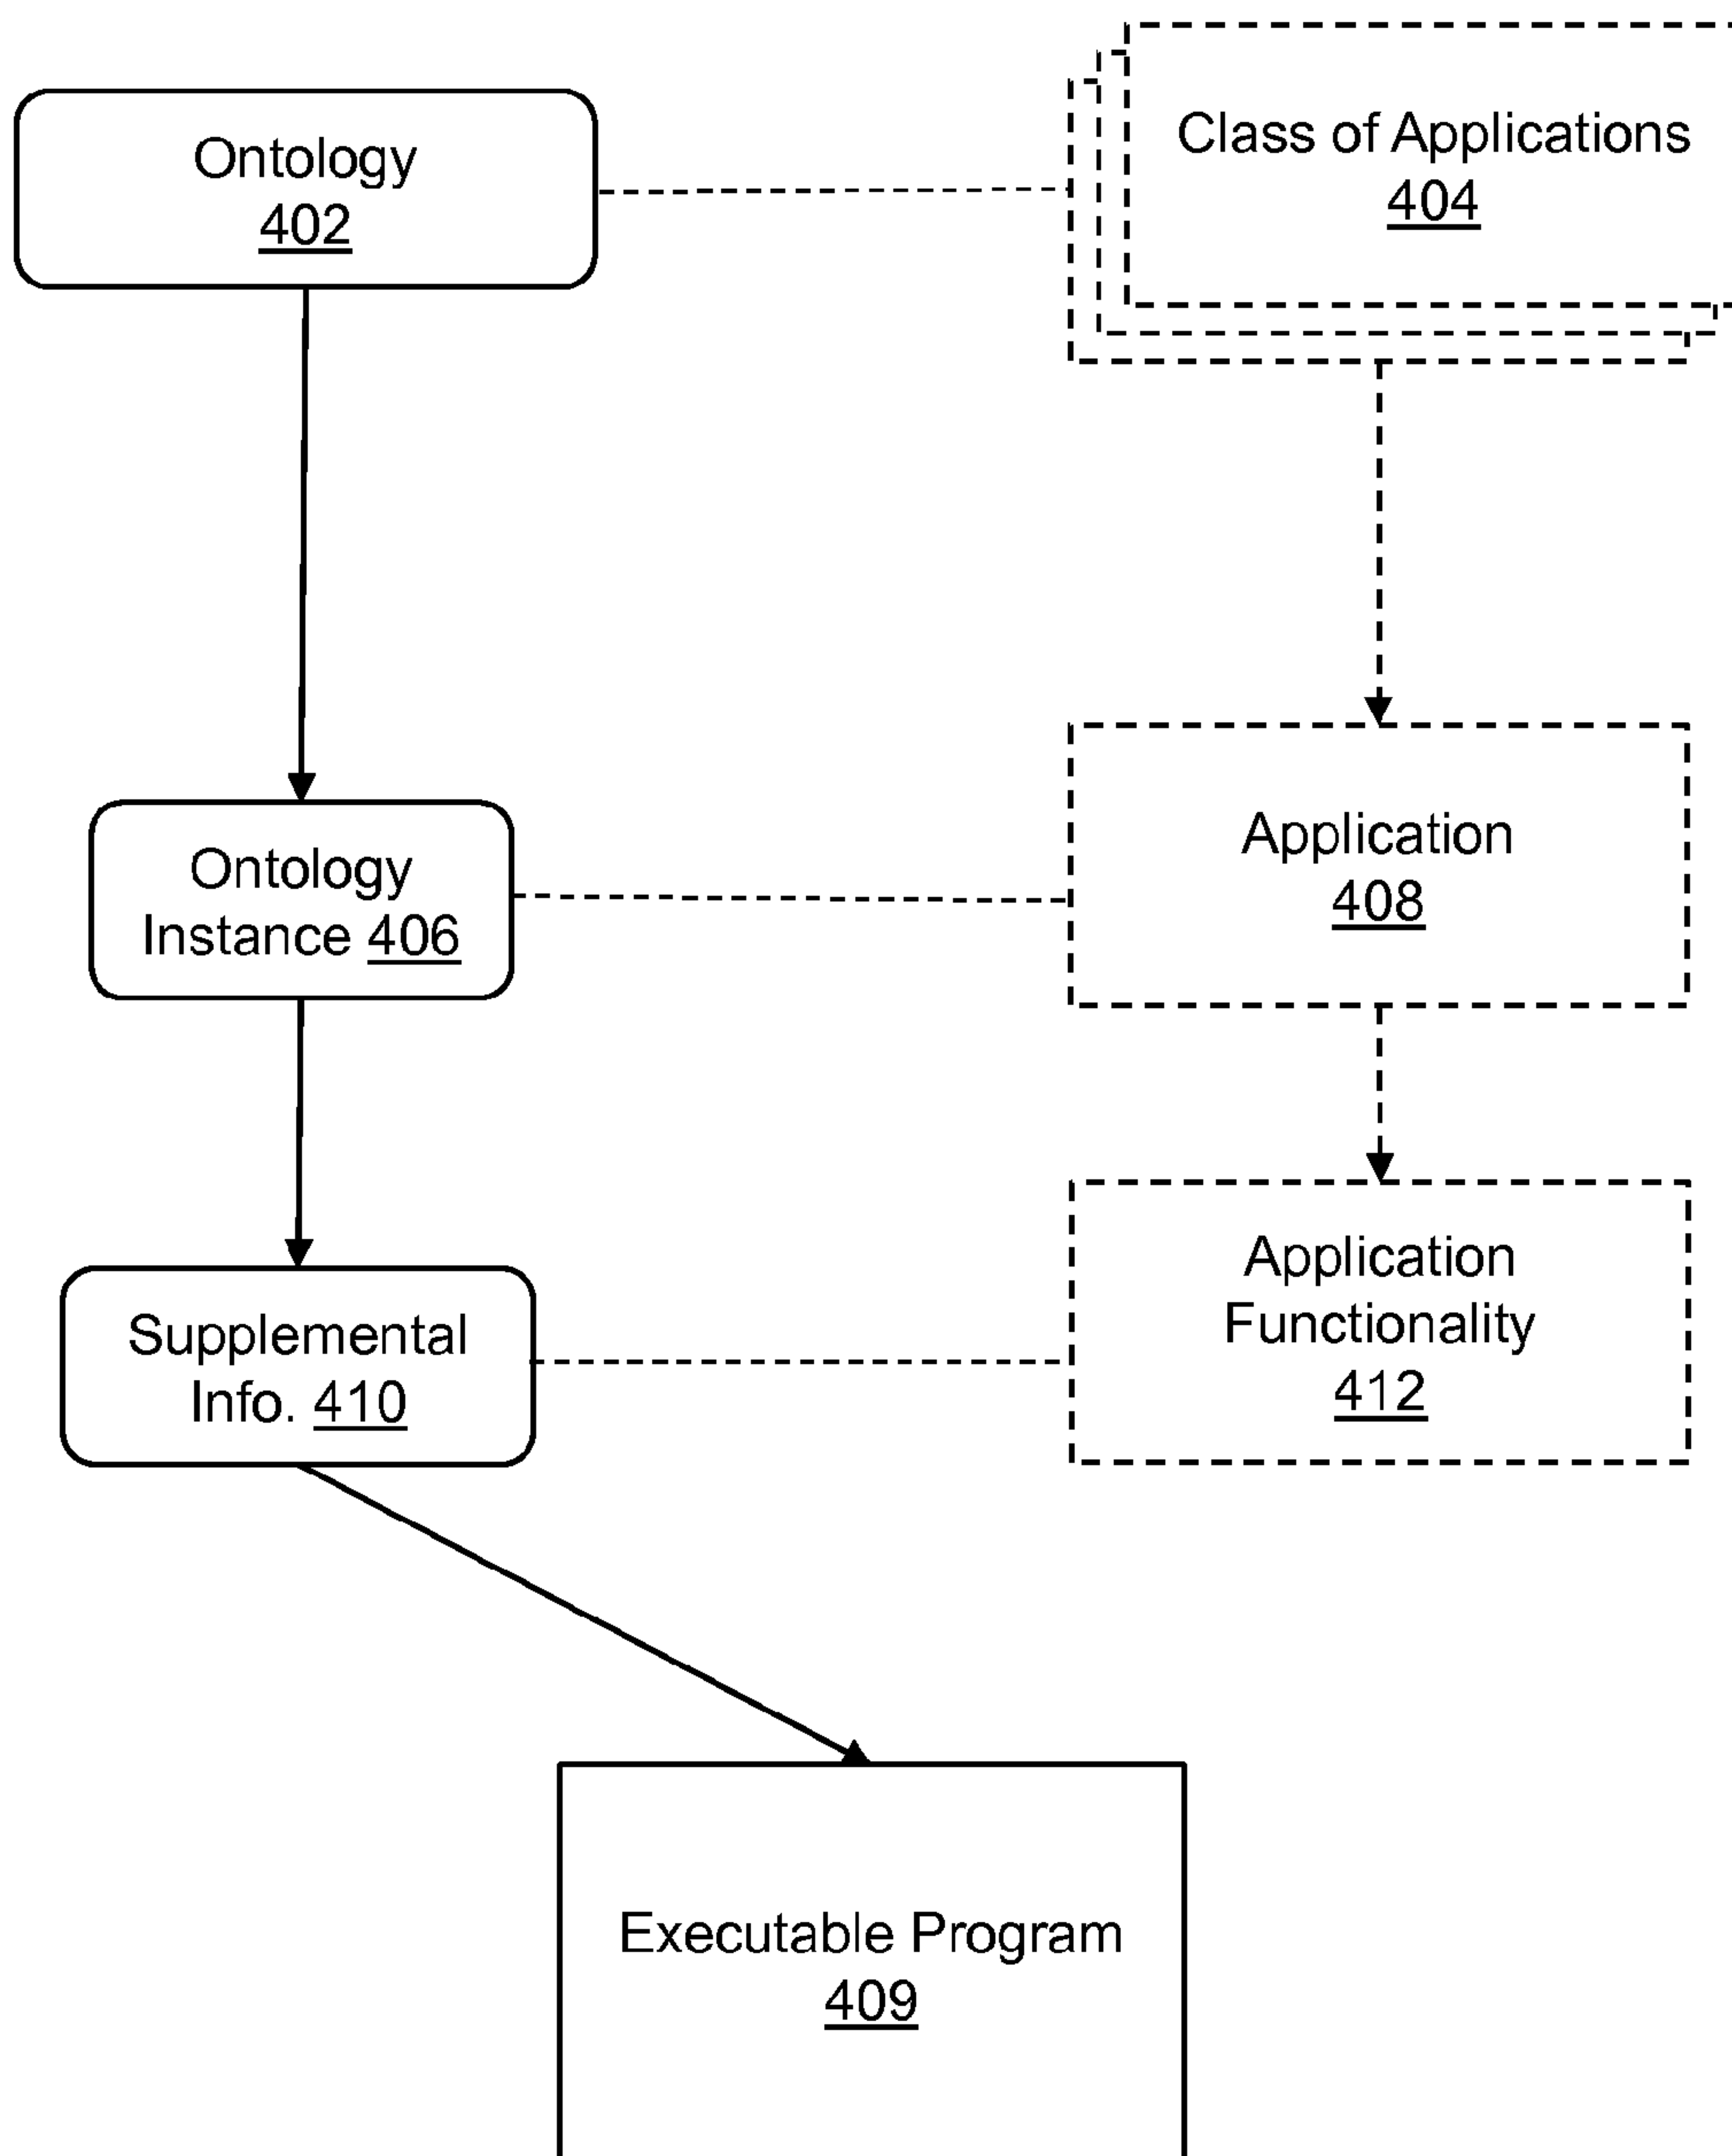 Ontology
402
Class of Applications
404
Ontology
Instance 406
Application
408
Supplemental
Info. 410
Application
Functionality
412
Executable Program
409